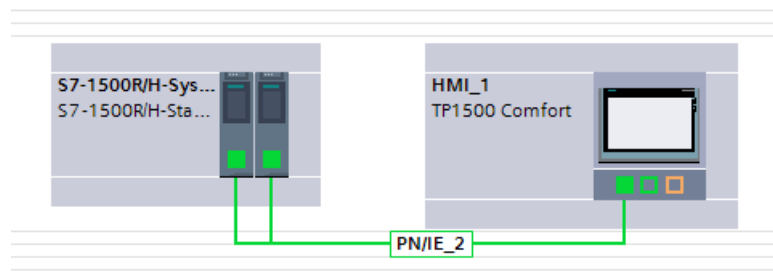 S7-1500R/H-Sys...
S7-1500R/H-Sta...
HMI_1
TP1500 Comfort
PN/IE_2